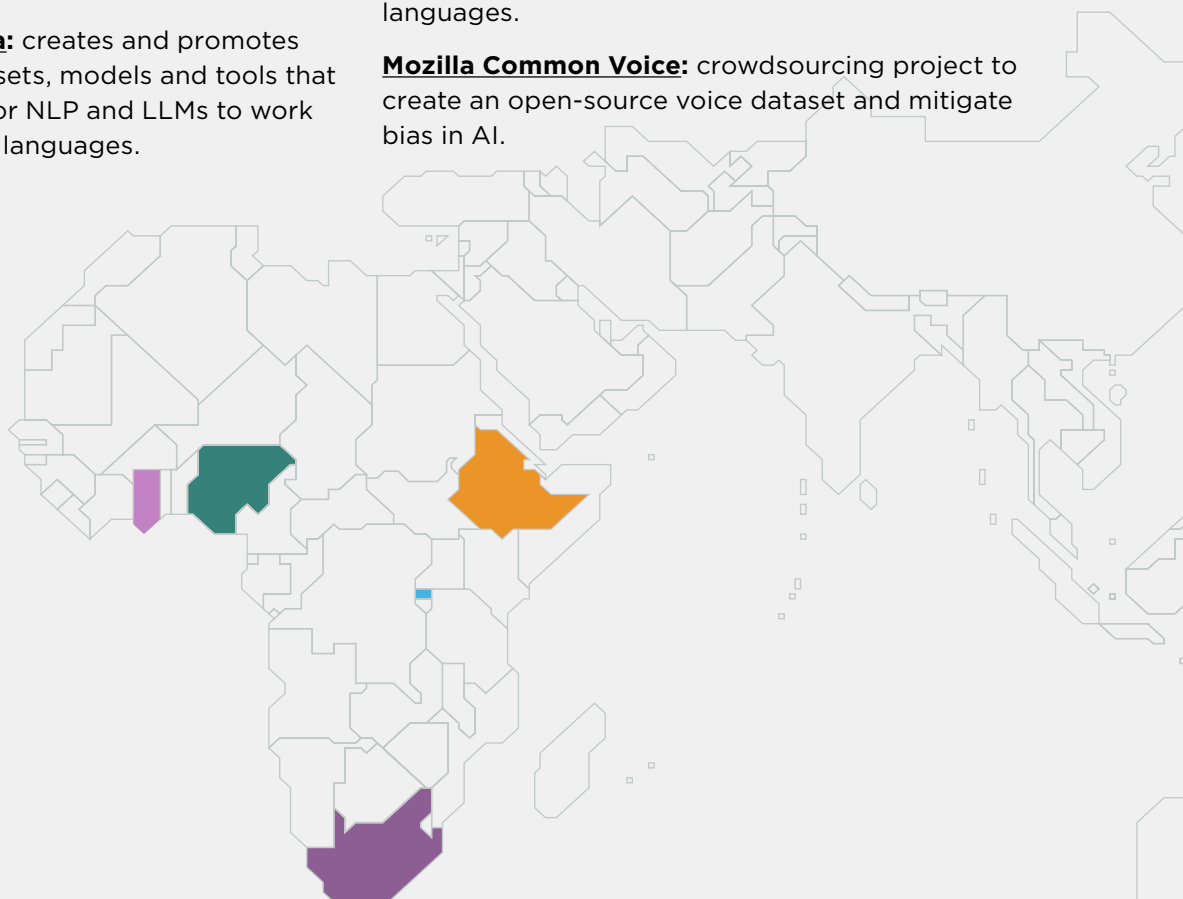 a: creates and promotes
sets, models and tools that
or NLP and LLMs to work
languages.
languages.
Mozilla Common Voice: crowdsourcing project to
create an open-source voice dataset and mitigate
bias in AI.